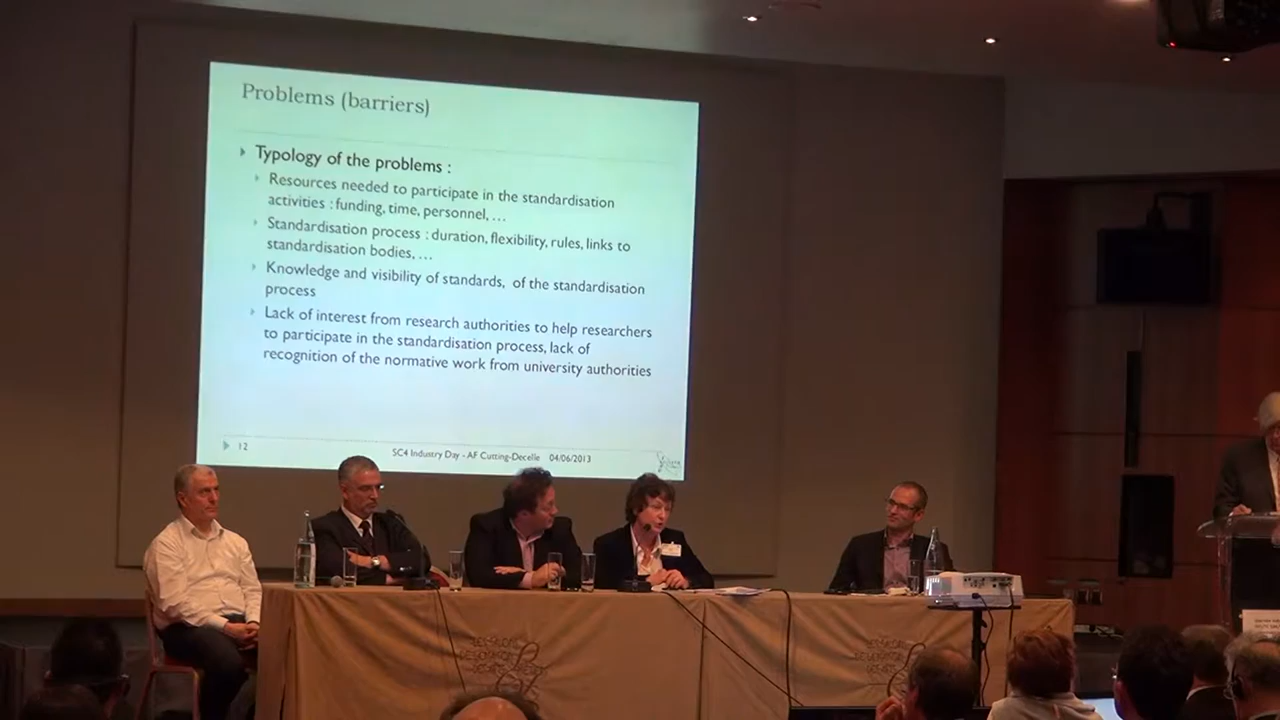 Problems (barriers)
Typology of the problems :
Resources needed to participate in the standardisation
activities : funding, time, personnel, ...
Standardisation process : duration, flexibility, rules, links to
standardisation bodies, ...
Knowledge and visibility of standards, of the standardisation
process
Lack of interest from research authorities to help researchers
to participate in the standardisation process, lack of
recognition of the normative work from university authorities
12
SC4 Industry Day - AF Cutting-Decelle 04/06/2013